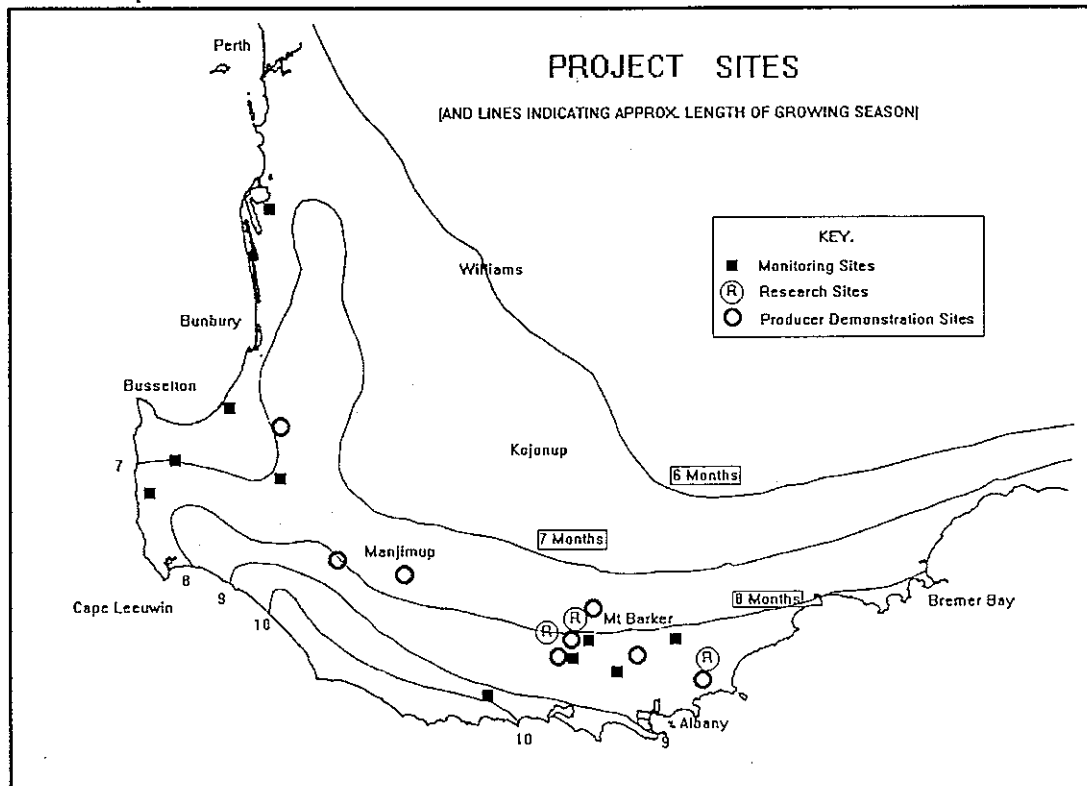 Perth
PROJECT SITES
(AND LINES INDICATING APPROX. LENGTH OF GROWING SEASON)
KEY.
Monitoring Sites
R Research Sites
Producer Demonstration Sites
Williams
Bunbury
Busselton
7
Kojonup
6 Months
7 Months
Manjimup
8
Cape Leeuwin
9
10
8 Months
Bremer Bay
R
R
Mt Barker
R
Albany
10
9